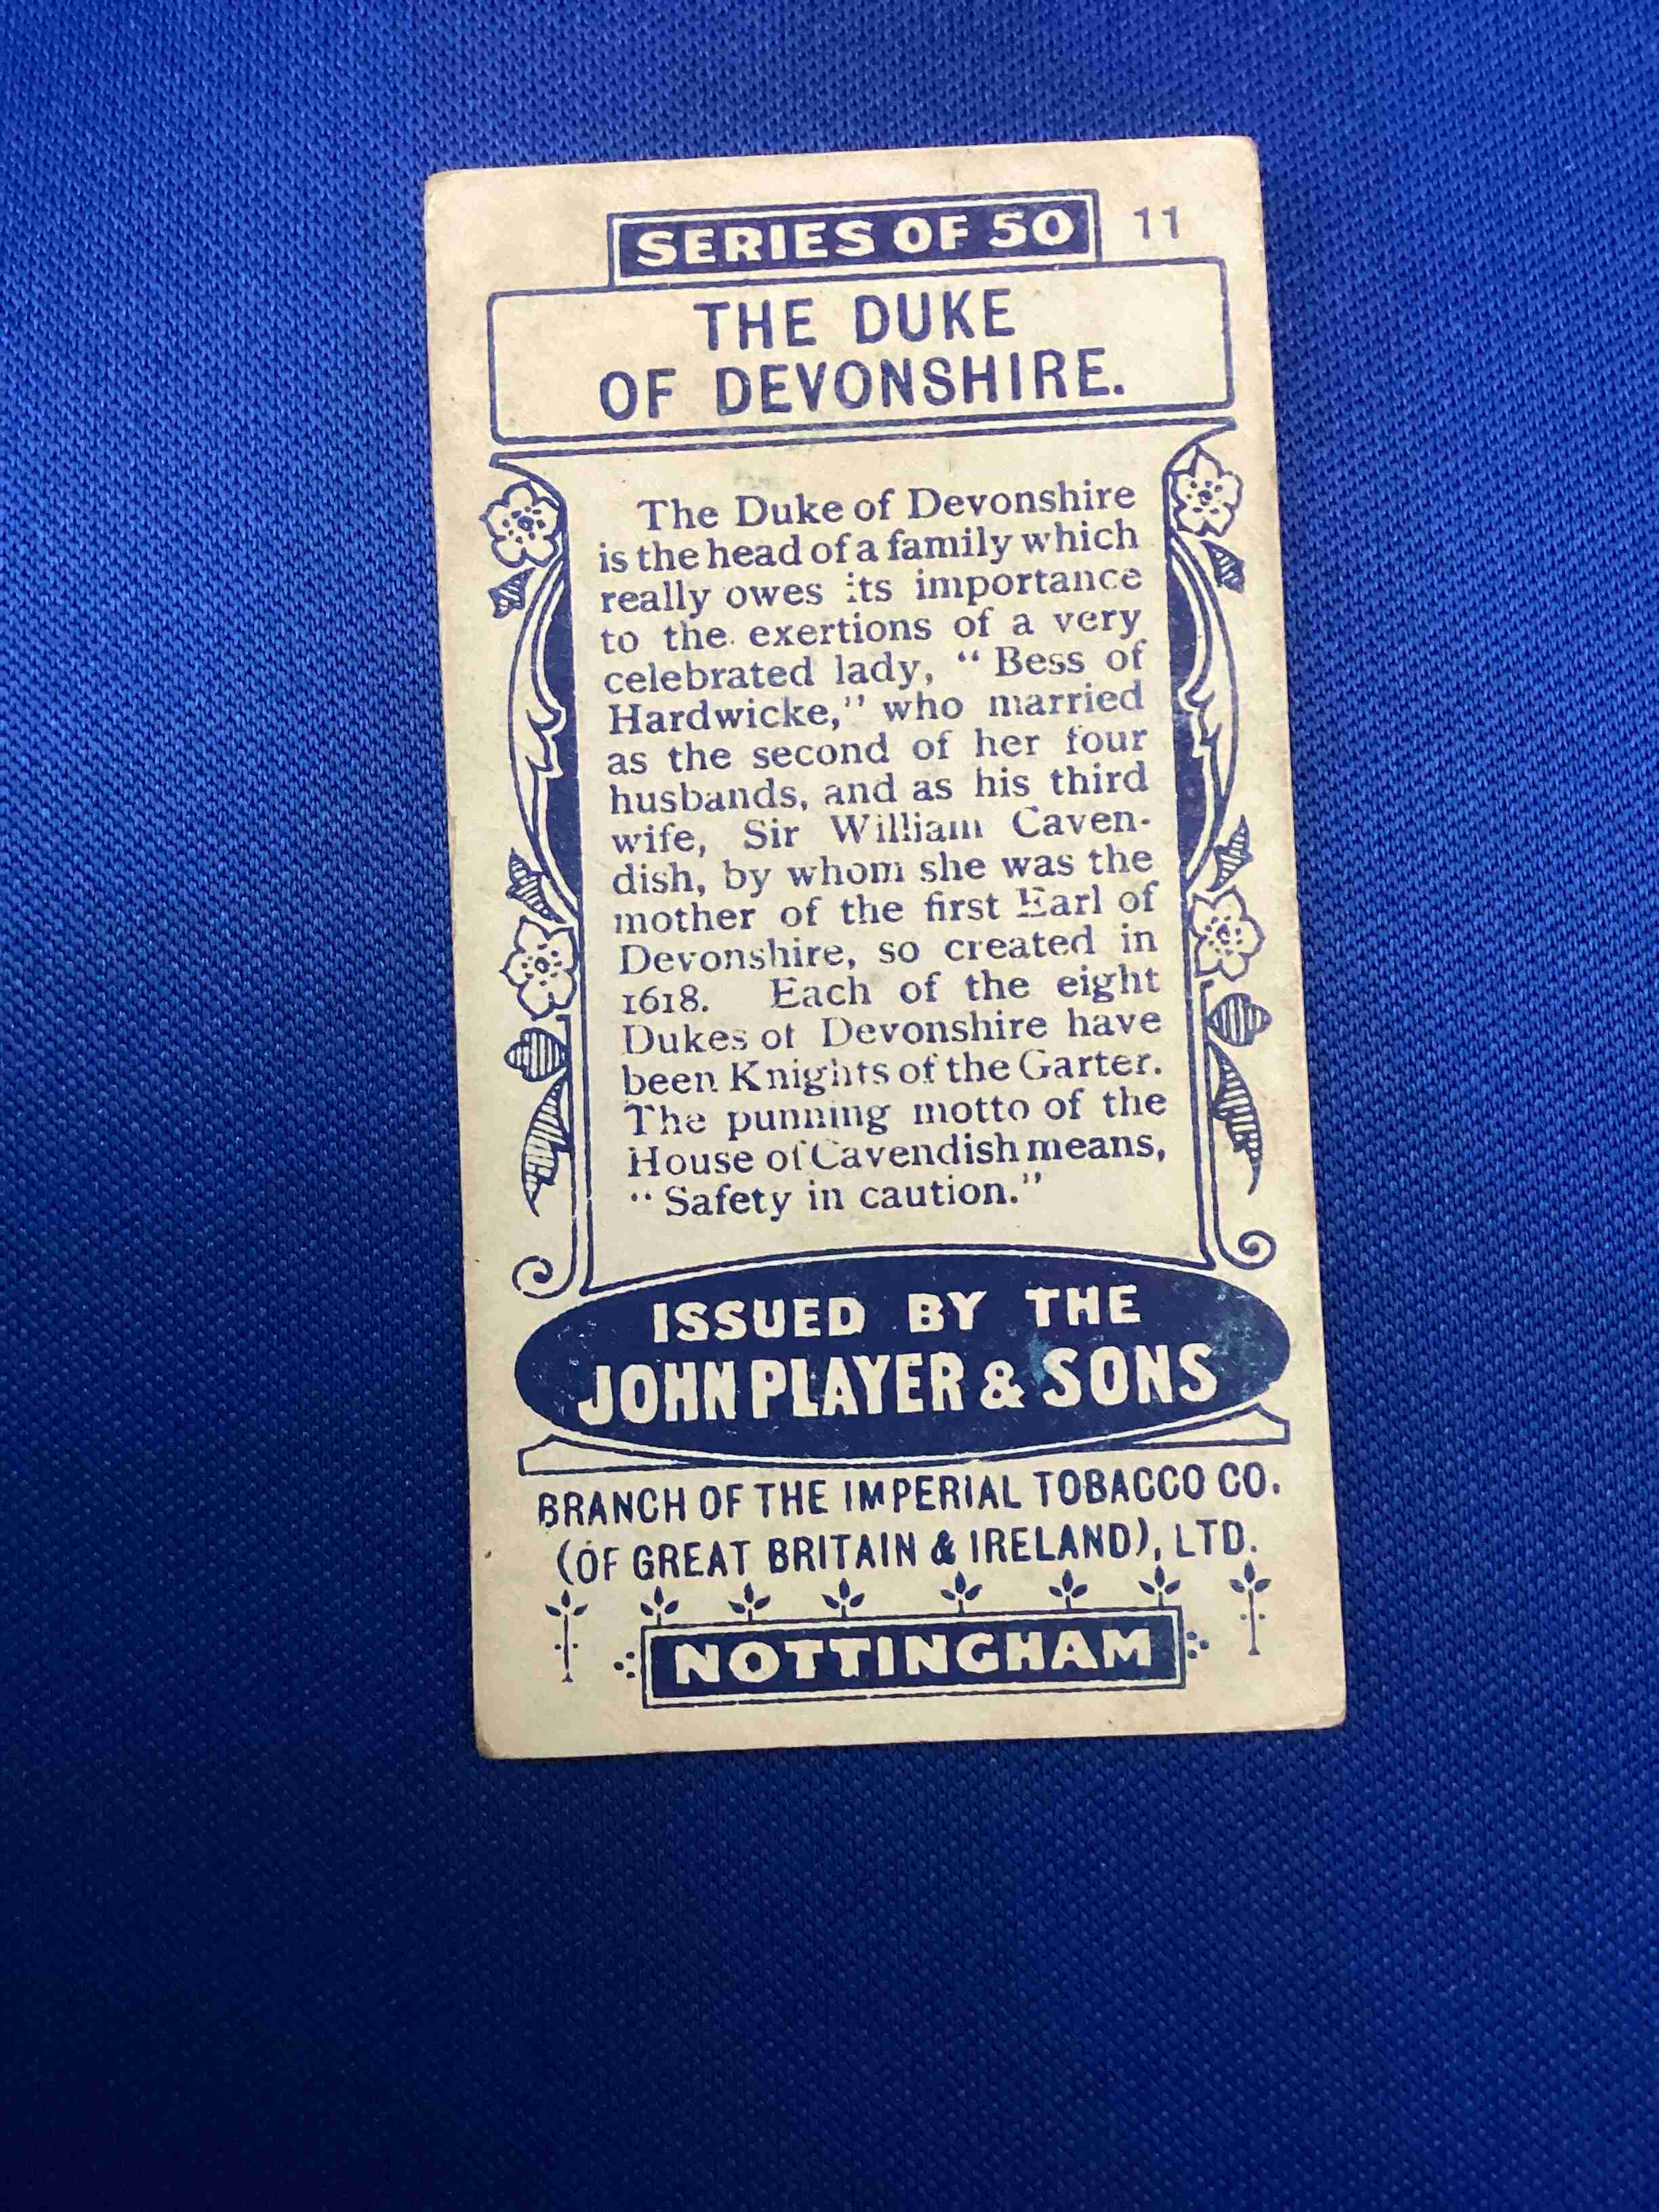 SERIES OF 50 11
THE DUKE
OF DEVONSHIRE.
The Duke of Devonshire
is the head of a family which
really owes its importance
to the exertions of a very
celebrated lady, “ Bess of
Hardwicke,” who married
as the second of her four
husbands, and as his third
wife, Sir William Caven-
dish, by whom she was the
mother of the first Earl of
Devonshire, so created in
1618. Each of the eight
Dukes of Devonshire have
been Knights of the Garter.
The punning motto of the
House of Cavendish means,
“ Safety in caution.”
ISSUED BY THE
JOHN PLAYER & SONS
BRANCH OF THE IMPERIAL TOBACCO CO.
(OF GREAT BRITAIN & IRELAND), LTD.
NOTTINGHAM